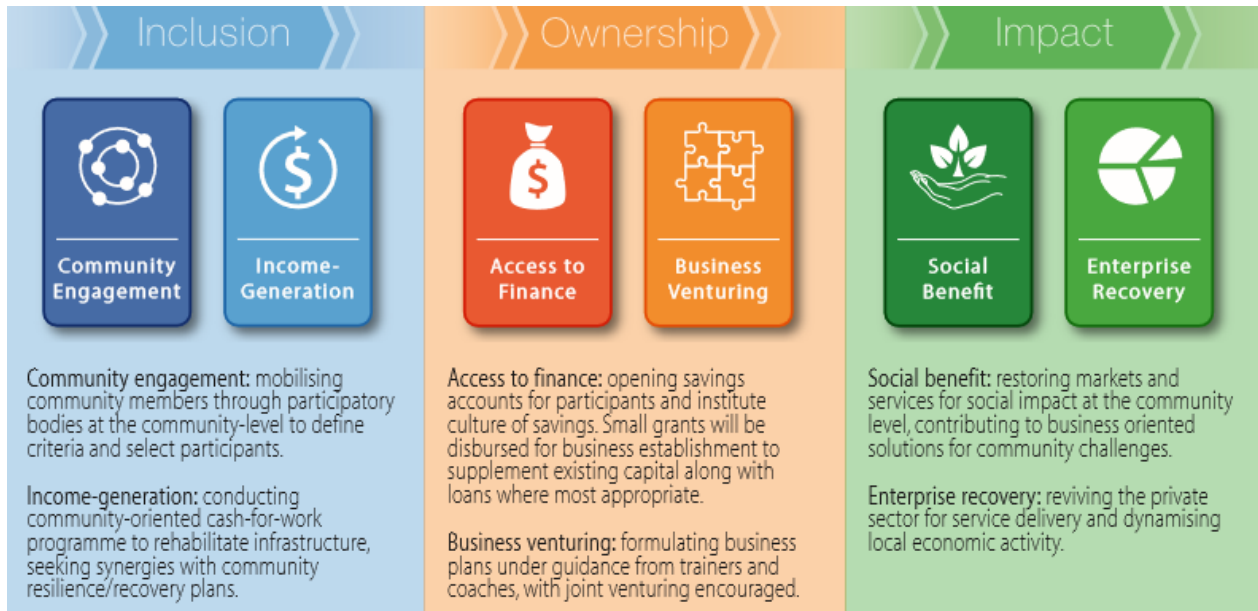 Inclusion
Community
Engagement
Income-
Generation
Community engagement: mobilising
community members through participatory
bodies at the community-level to define
criteria and select participants.
Income-generation: conducting
community-oriented cash-for-work
programme to rehabilitate infrastructure,
seeking synergies with community
resilience/recovery plans.
Ownership
$
Access to
Finance
Business
Venturing
Access to finance: opening savings
accounts for participants and institute
culture of savings. Small grants will be
disbursed for business establishment to
supplement existing capital along with
loans where most appropriate.
Business venturing: formulating business
plans under guidance from trainers and
coaches, with joint venturing encouraged.
Impact
Social
Benefit
Enterprise
Recovery
Social benefit: restoring markets and
services for social impact at the community
level, contributing to business oriented
solutions for community challenges.
Enterprise recovery: reviving the private
sector for service delivery and dynamising
local economic activity.